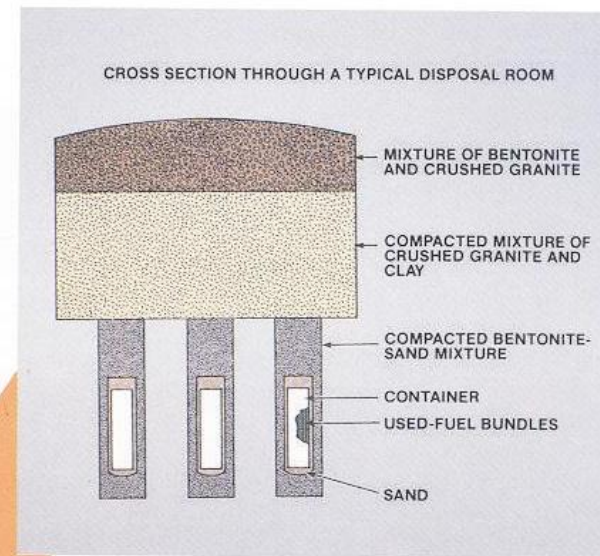 CROSS SECTION THROUGH A TYPICAL DISPOSAL ROOM
MIXTURE OF BENTONITE
AND CRUSHED GRANITE
COMPACTED MIXTURE OF
CRUSHED GRANITE AND
CLAY
COMPACTED BENTONITE-
SAND MIXTURE
CONTAINER
USED-FUEL BUNDLES
SAND